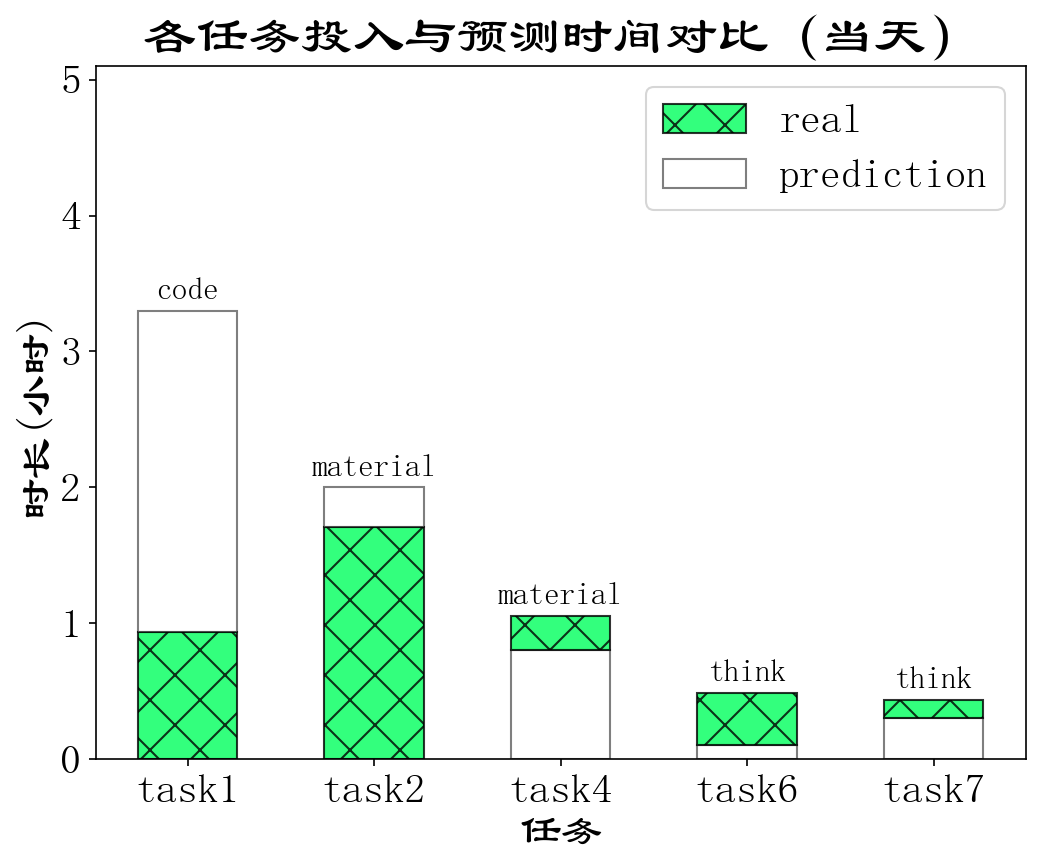 各任务投入与预测时间对比 (当天)
real
prediction
5
4
3
2
1
0
时长(小时)
code
material
material
think
think
task1
task2
task4
task6
task7
任务